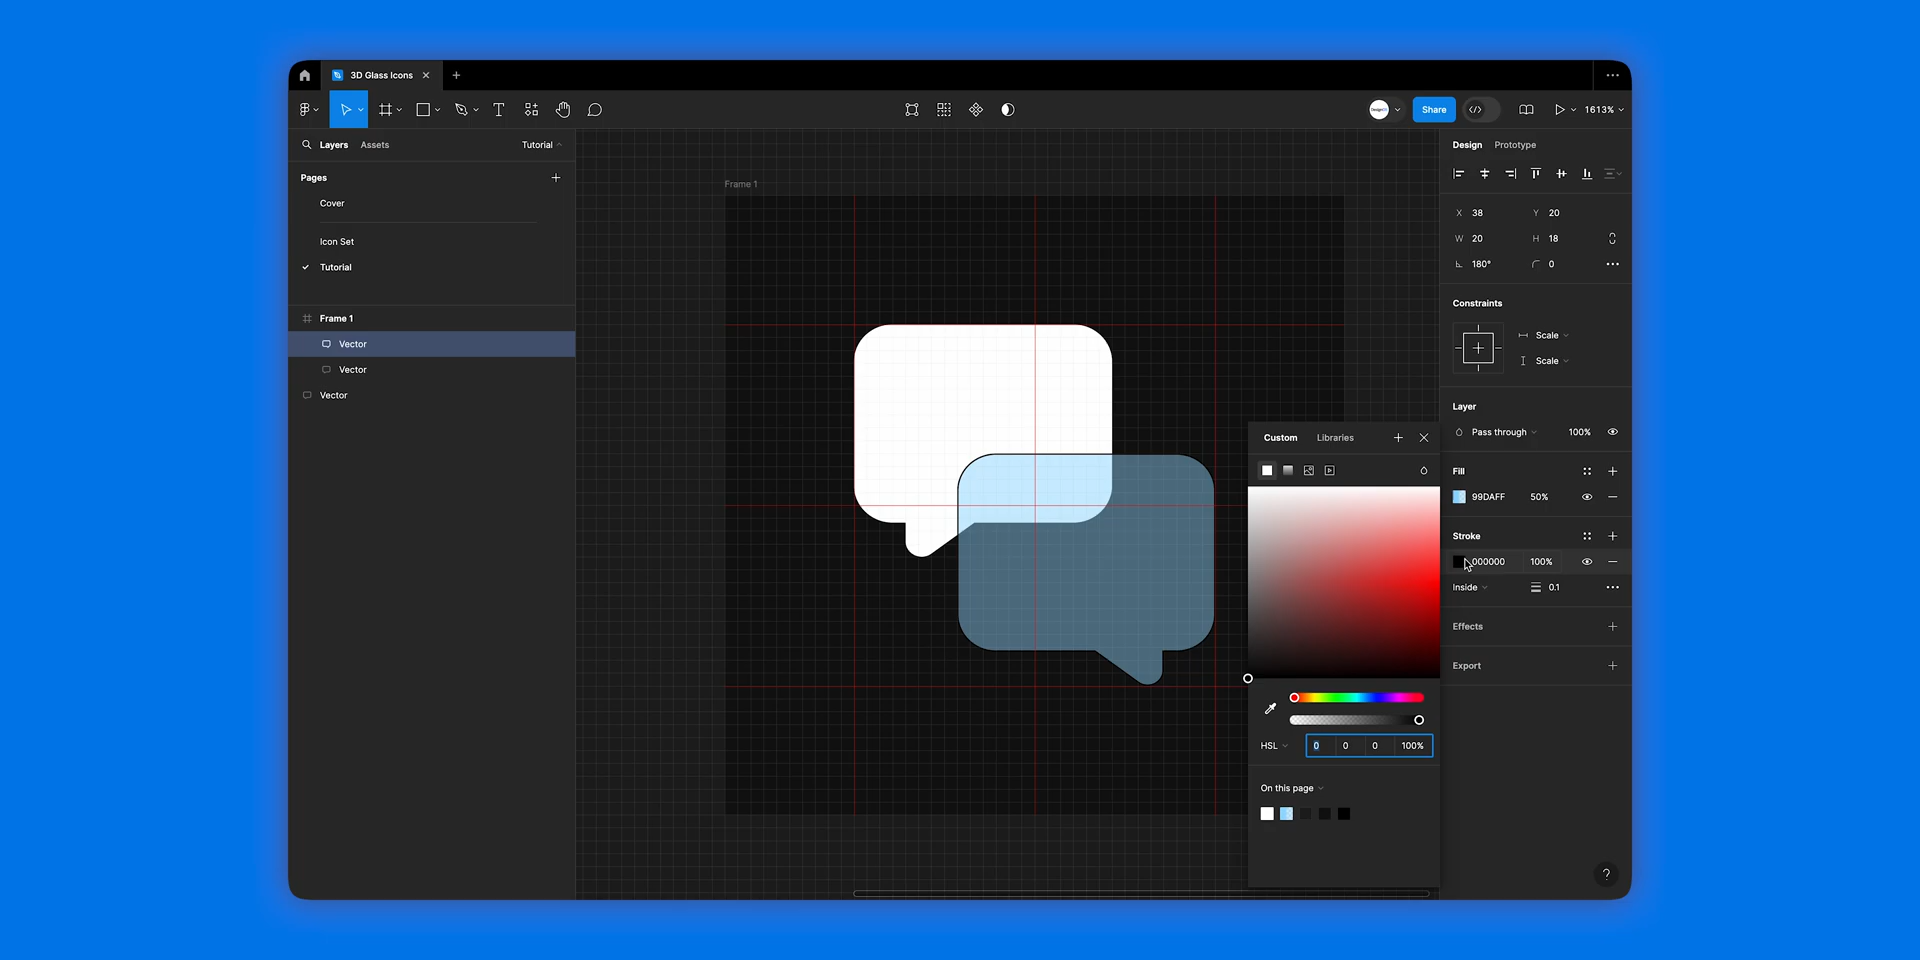 3D Glass Icons
Share
1613%
Layers
Assets
Tutorial
Pages
Cover
Icon Set
Tutorial
Frame 1
Vector
Vector
Vector
Frame 1
Design
Prototype
X 38
Y 20
W 20
H 18
180°
0
Constraints
Scale
Scale
Layer
Pass through
100%
Fill
99DAFF
50%
Stroke
000000
100%
Inside
0.1
Effects
Export
Custom
Libraries
HSL
0 0 0 100%
On this page
?